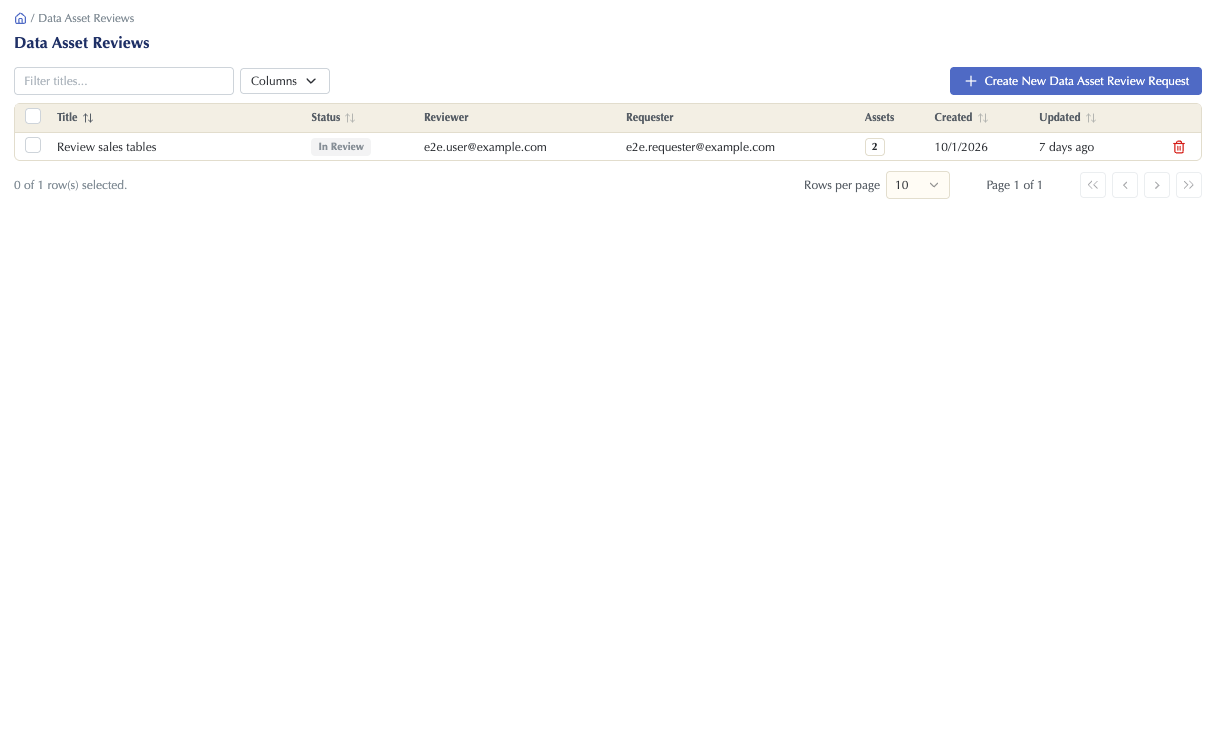 / Data Asset Reviews
Data Asset Reviews
Filter titles...
Columns
Create New Data Asset Review Request
Title Status Reviewer Requester Assets Created Updated
Review sales tables In Review e2e.user@example.com e2e.requester@example.com 2 10/1/2026 7 days ago
0 of 1 row(s) selected.
Rows per page 10 Page 1 of 1